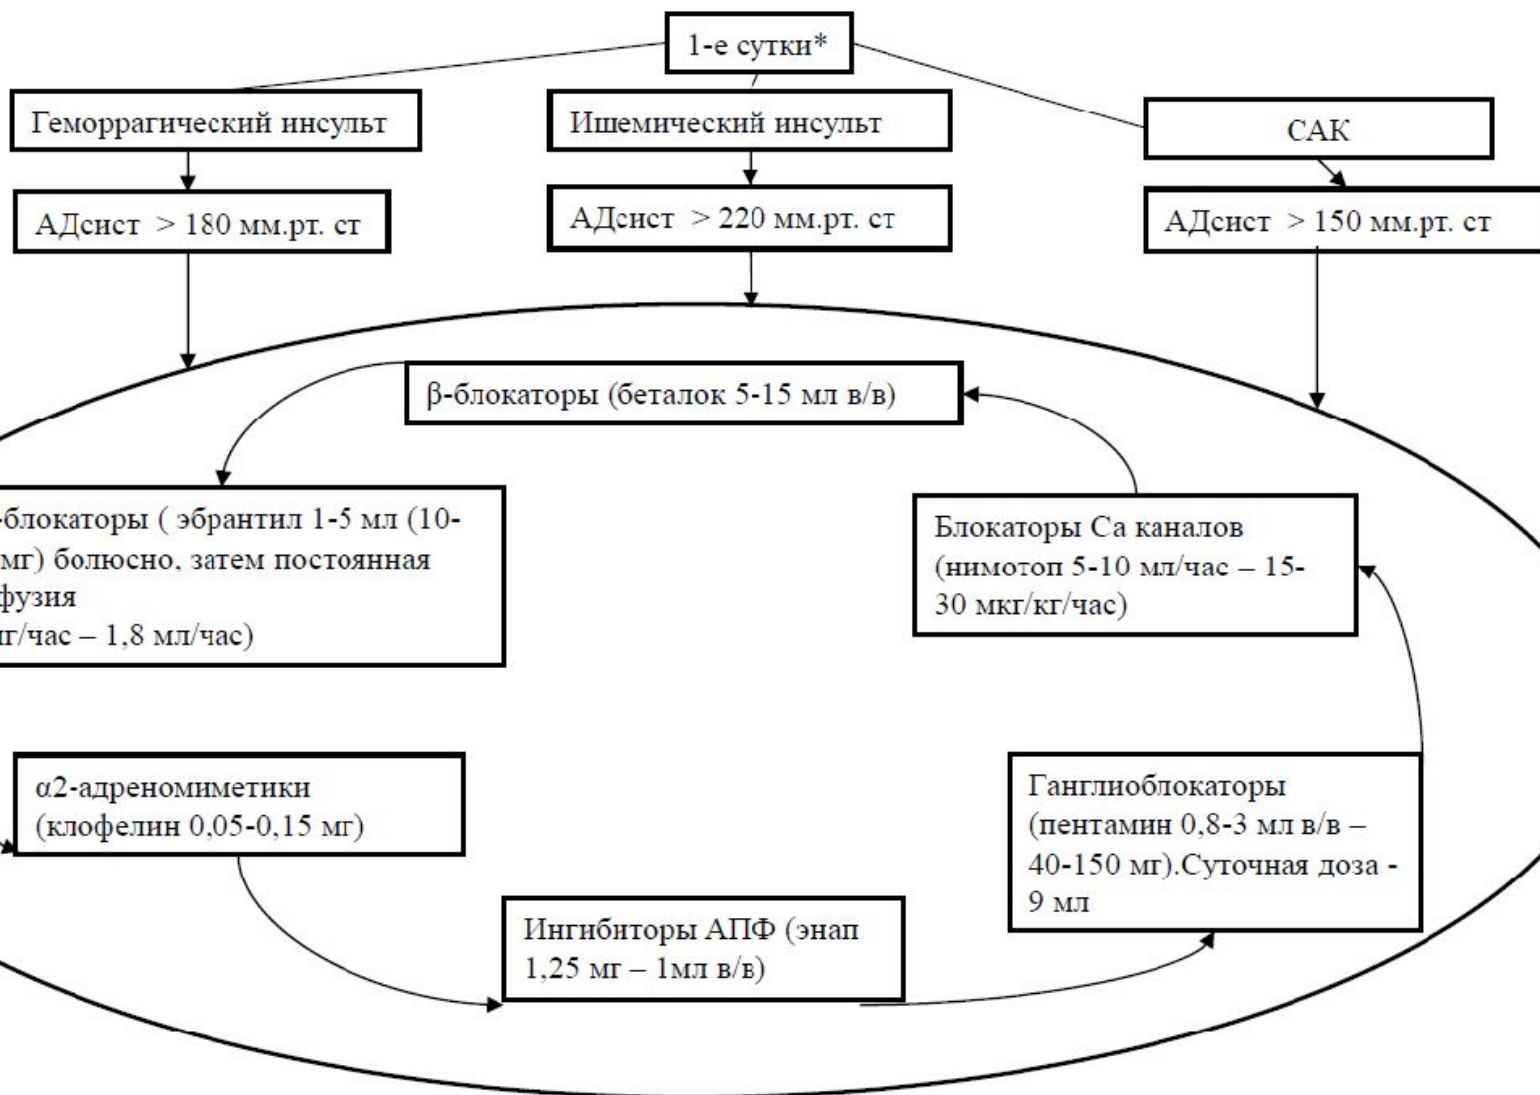 1-е сутки*
Геморрагический инсульт
Ишемический инсульт
САК
АДсист > 180 мм.рт. ст
АДсист > 220 мм.рт. ст
АДсист > 150 мм.рт. ст
β-блокаторы (беталок 5-15 мл в/в)
-блокаторы ( эбрантил 1-5 мл (10-
мг) болюсно, затем постоянная
фузия
г/час – 1,8 мл/час)
Блокаторы Са каналов
(нимотоп 5-10 мл/час – 15-
30 мкг/кг/час)
α2-адреномиметики
(клофелин 0,05-0,15 мг)
Ганглиоблокаторы
(пентамин 0,8-3 мл в/в –
40-150 мг).Суточная доза -
9 мл
Ингибиторы АПФ (энап
1,25 мг – 1мл в/в)